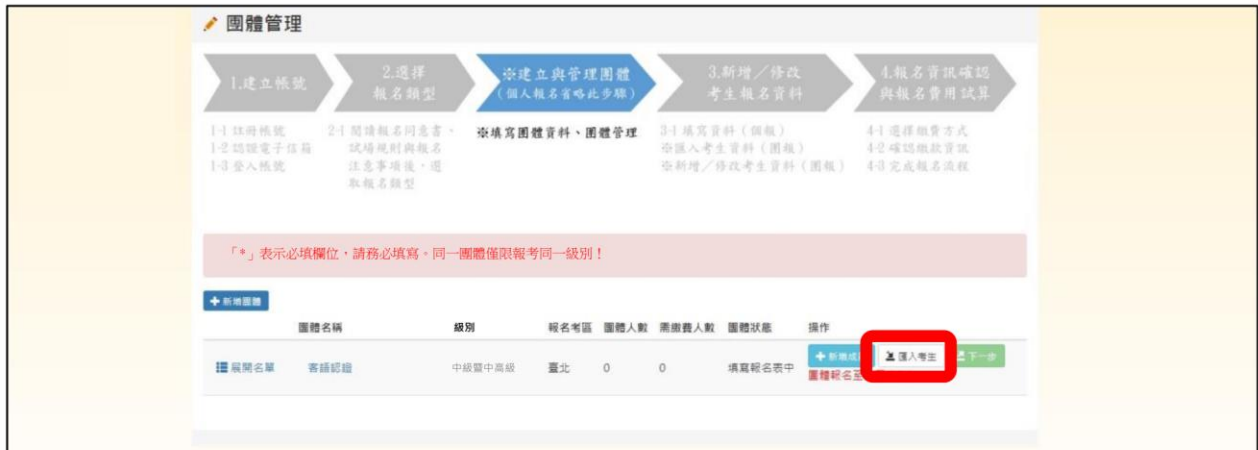 團體管理
1.建立帳號
2.選擇
報名類型
※建立與管理團體
(個人報名省略此步驟)
3.新增／修改
考生報名資料
4.報名資訊確認
與報名費用試算
1-1 註冊帳號
1-2 認證電子信箱
1-3 登入帳號
2-1 閱讀報名同意書、
試場規則與報名
注意事項後，選
取報名類型
※填寫團體資料、團體管理
3-1 填寫資料（個報）
※匯入考生資料（團報）
※新增／修改考生資料（團報）
4-1 選擇繳費方式
4-2 確認繳款資訊
4-3 完成報名流程
「*」表示必填欄位，請務必填寫。同一團體僅限報考同一級別！
新增團體
團體名稱 級別 報名考區 團體人數 需繳費人數 團體狀態 操作
展開名單 客語認證 中級暨中高級 臺北 0 0 填寫報名表中 新增成 匯入考生 下一步
團體報名至